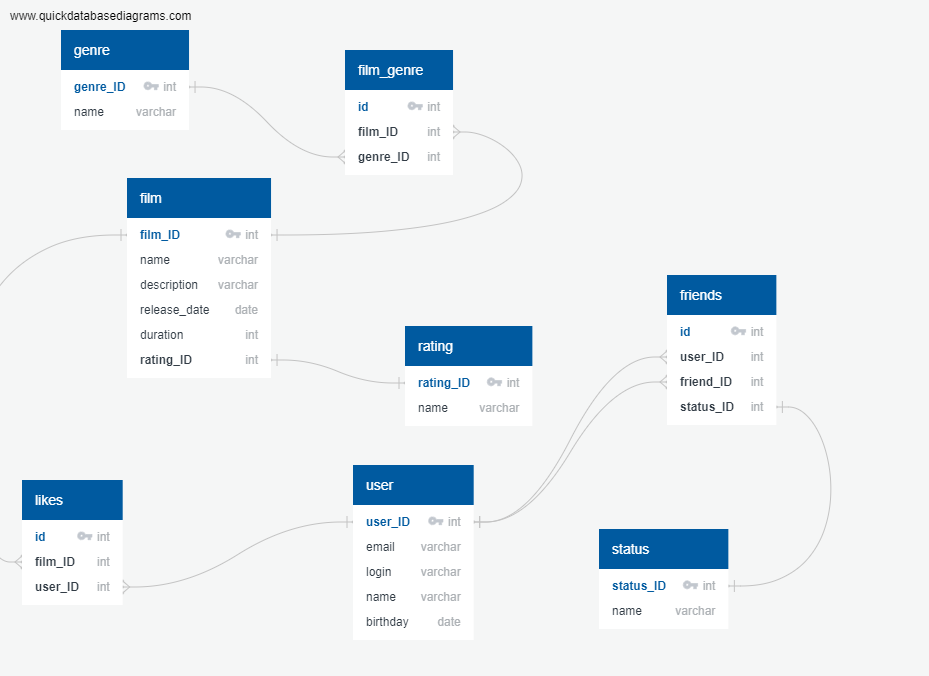 www.quickdatabasediagrams.com
genre
genre_ID int
name varchar
film_genre
id int
film_ID int
genre_ID int
film
film_ID int
name varchar
description varchar
release_date date
duration int
rating_ID int
rating
rating_ID int
name varchar
friends
id int
user_ID int
friend_ID int
status_ID int
likes
id int
film_ID int
user_ID int
user
user_ID int
email varchar
login varchar
name varchar
birthday date
status
status_ID int
name varchar